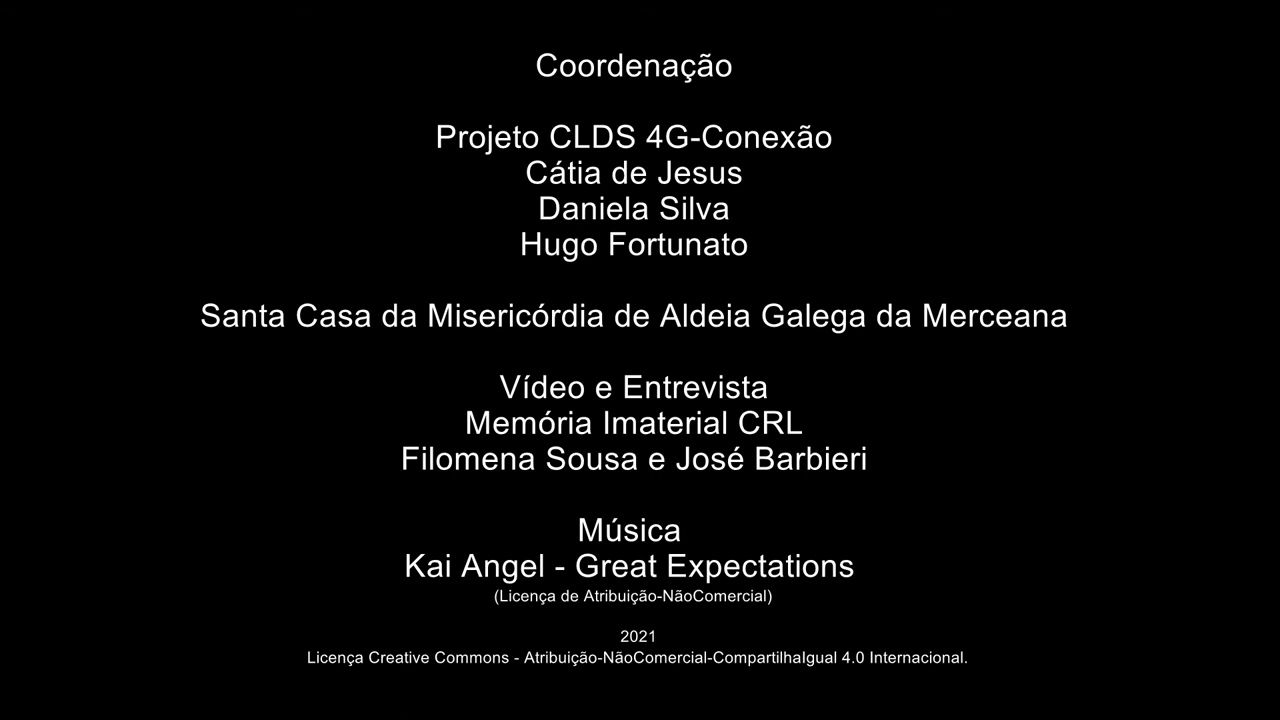 Coordenação
Projeto CLDS 4G-Conexão
Cátia de Jesus
Daniela Silva
Hugo Fortunato
Santa Casa da Misericórdia de Aldeia Galega da Merceana
Vídeo e Entrevista
Memória Imaterial CRL
Filomena Sousa e José Barbieri
Música
Kai Angel - Great Expectations
(Licença de Atribuição-NãoComercial)
2021
Licença Creative Commons - Atribuição-NãoComercial-CompartilhaIgual 4.0 Internacional.